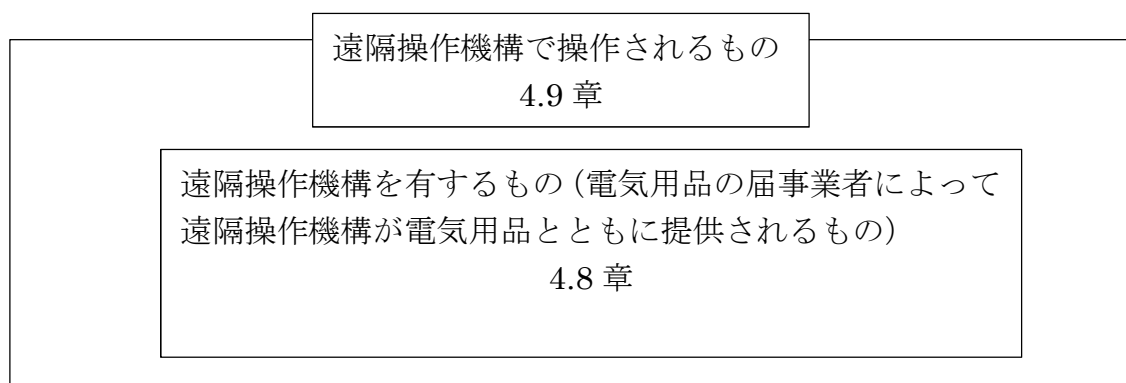 遠隔操作機構で操作されるもの
4.9 章
遠隔操作機構を有するもの（電気用品の届事業者によって
遠隔操作機構が電気用品とともに提供されるもの）
4.8 章